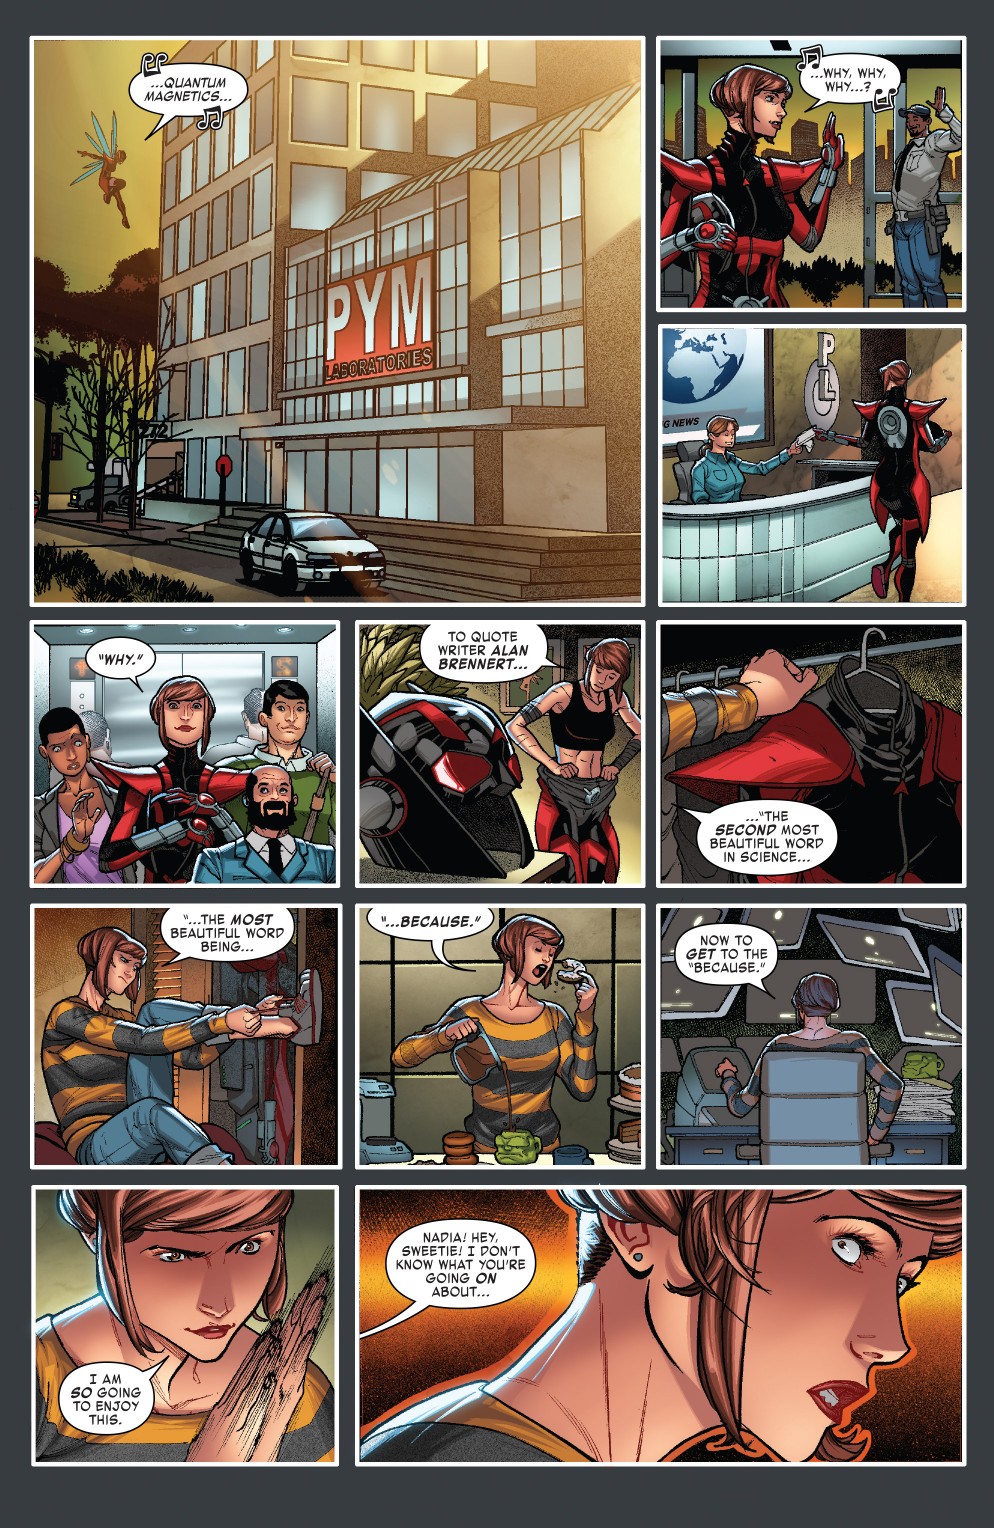 ...QUANTUM
MAGNETICS...
PYM
LABORATORIES
272
...WHY, WHY,
WHY...?
P
L
G NEWS
"WHY."
TO QUOTE
WRITER ALAN
BRENNERT...
..."THE
SECOND MOST
BEAUTIFUL WORD
IN SCIENCE...
"...THE MOST
BEAUTIFUL WORD
BEING...
"...BECAUSE."
NOW TO
GET TO THE
"BECAUSE."
I AM
SO GOING
TO ENJOY
THIS.
NADIA! HEY,
SWEETIE! I DON'T
KNOW WHAT YOU'RE
GOING ON
ABOUT...